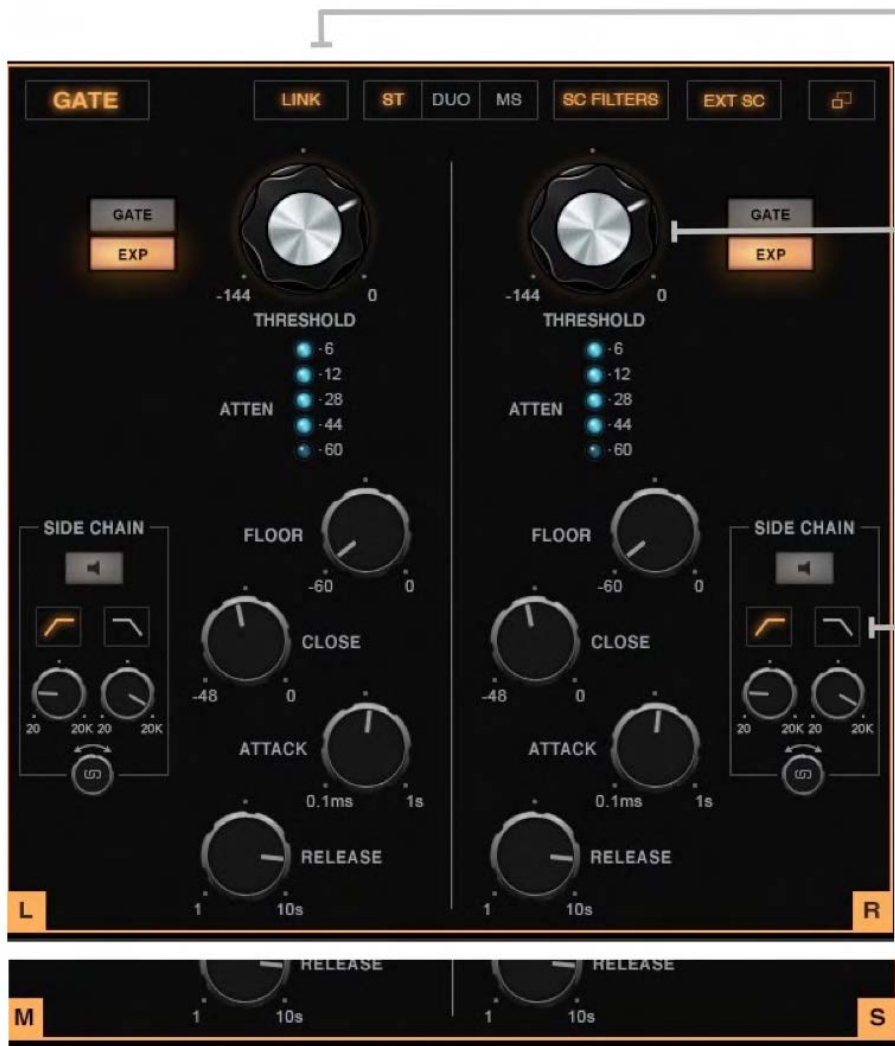 GATE LINK ST DUO MS SC FILTERS EXT SC
GATE GATE
EXP EXP
-144 0 -144 0
THRESHOLD THRESHOLD
-6 -6
-12 -12
ATTEN -28 ATTEN -28
-44 -44
-60 -60
SIDE CHAIN FLOOR FLOOR SIDE CHAIN
-60 0 -60 0
CLOSE CLOSE
-48 0 -48 0
20 20K 20 20K 20 20K 20 20K
ATTACK ATTACK
0.1ms 1s 0.1ms 1s
RELEASE RELEASE
1 10s 1 10s
L R
RELEASE RELEASE
1 10s 1 10s
M S